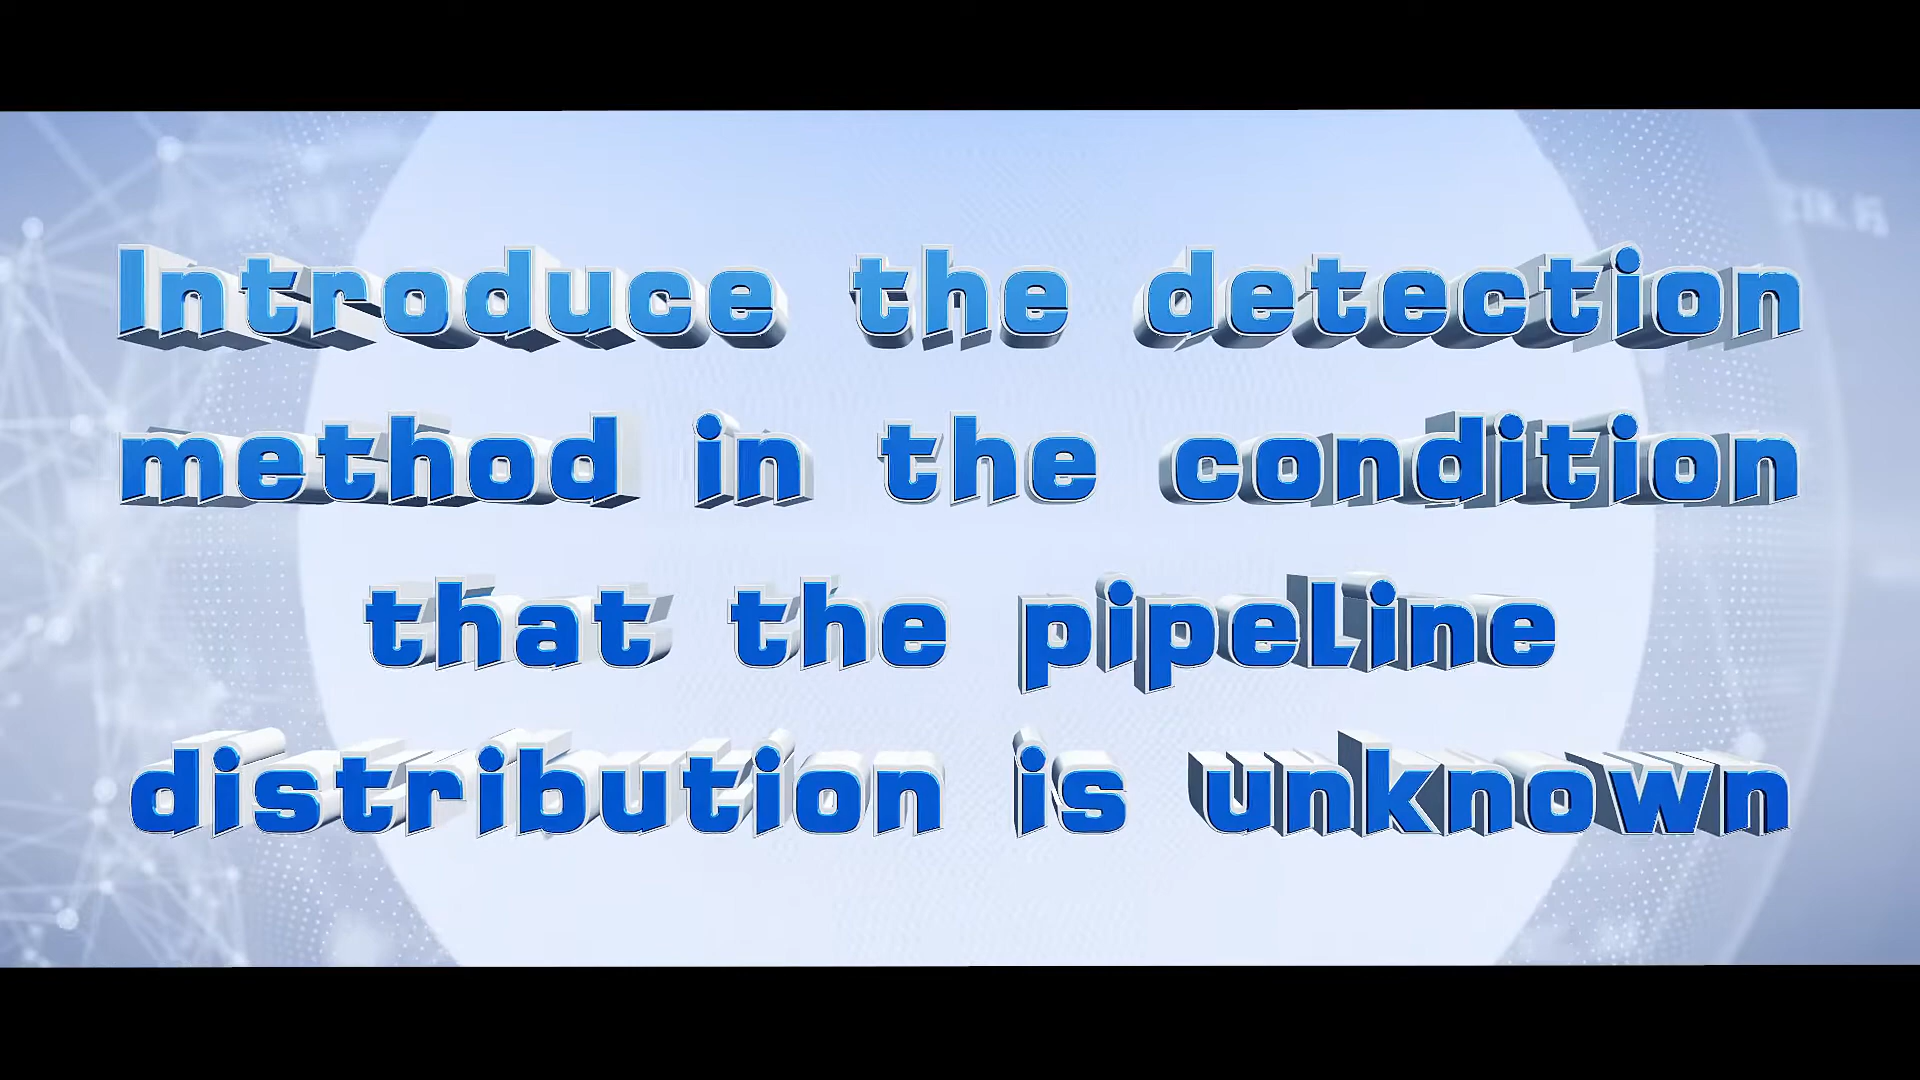 Introduce the detection
method in the condition
that the pipeline
distribution is unknown